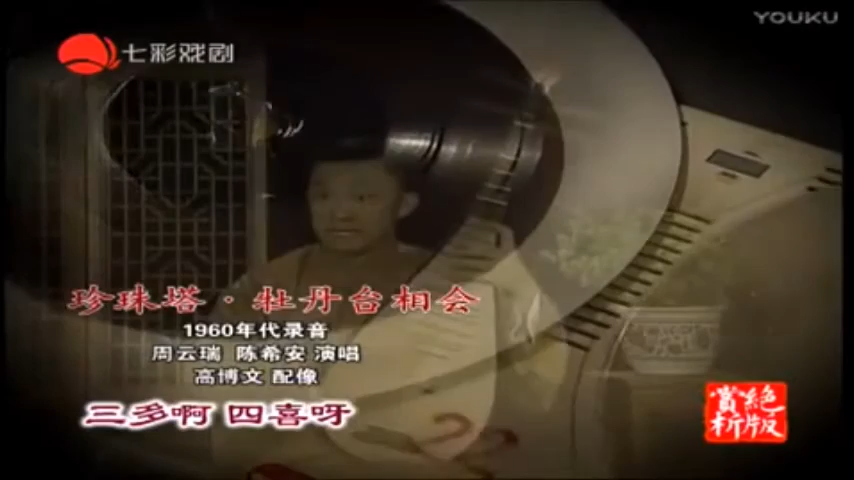 YOUKU
七彩戏剧
珍珠塔·牡丹台相会
1960年代录音
周云瑞 陈希安 演唱
高博文 配像
三多啊 四喜呀
绝版赏析